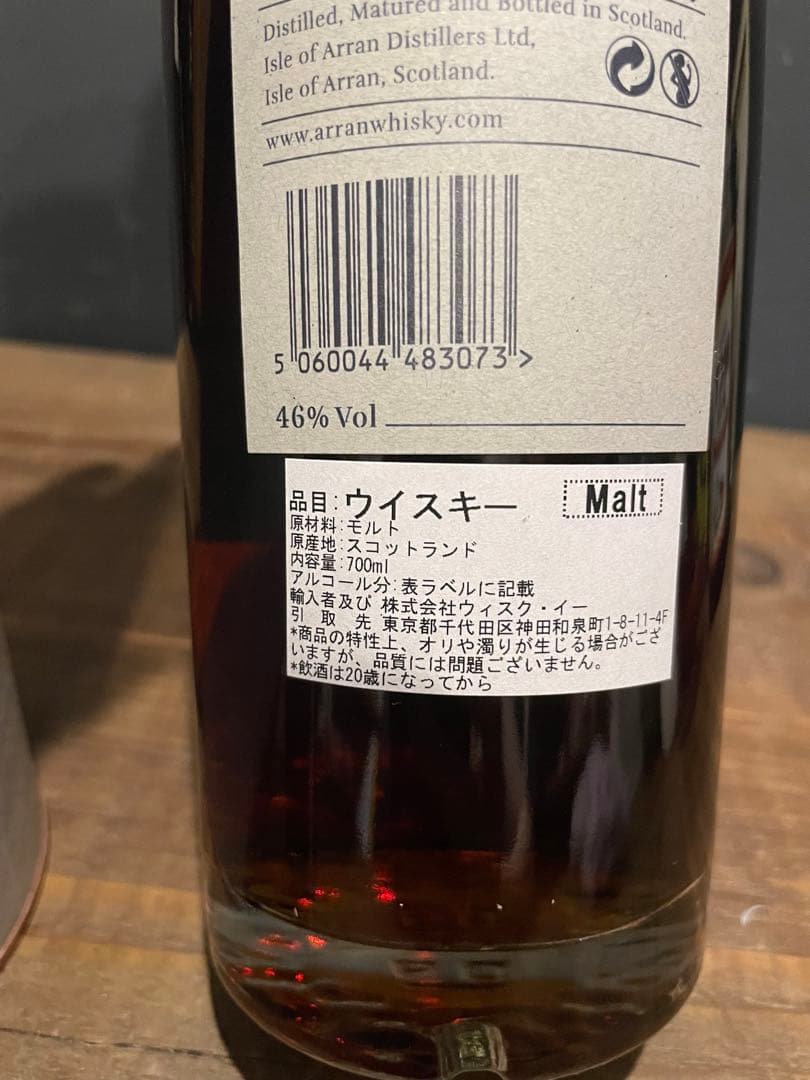 Distilled, Matured and Bottled in Scotland.
Isle of Arran Distillers Ltd,
Isle of Arran, Scotland.
www.arranwhisky.com
5 060044 483073 >
46% Vol
品目:ウイスキー
Malt
原材料:モルト
原産地:スコットランド
内容量:700ml
アルコール分:表ラベルに記載
輸入者及び 株式会社ウィスク・イー
引 取 先 東京都千代田区神田和泉町1-8-11-4F
*商品の特性上、オリや濁りが生じる場合がござ
いますが、品質には問題ございません。
*飲酒は20歳になってから